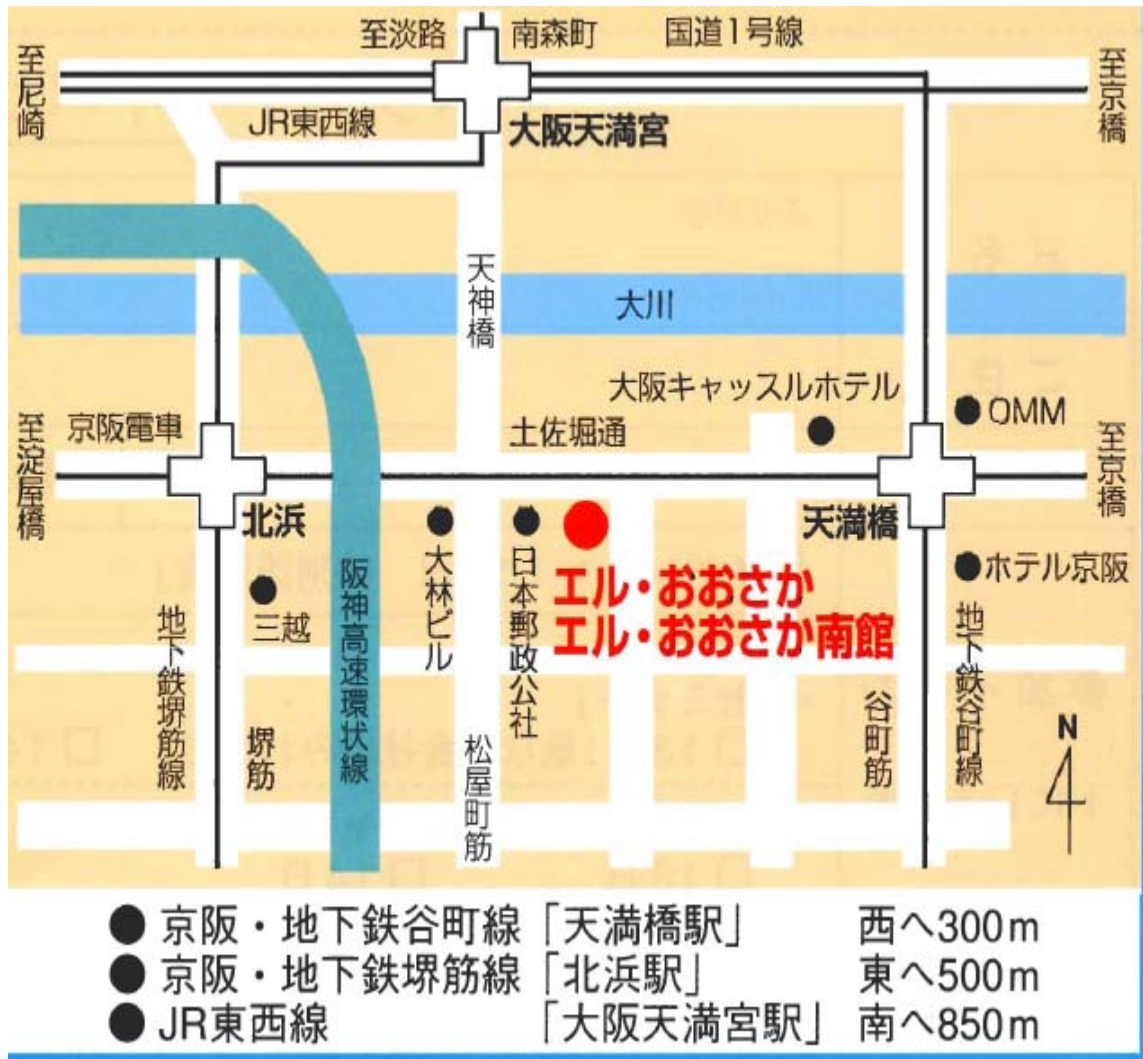 至淡路
南森町
国道1号線
至尼崎
至京橋
JR東西線
大阪天満宮
天神橋
大川
大阪キャッスルホテル
OMM
京阪電車
土佐堀通
至淀屋橋
至京橋
北浜
天満橋
大林ビル
日本郵政公社
エル・おおさか
エル・おおさか南館
ホテル京阪
三越
阪神高速環状線
地下鉄堺筋線
堺筋
松屋町筋
谷町筋
地下鉄谷町線
N
● 京阪・地下鉄谷町線「天満橋駅」 西へ300m
● 京阪・地下鉄堺筋線「北浜駅」 東へ500m
● JR東西線 「大阪天満宮駅」 南へ850m